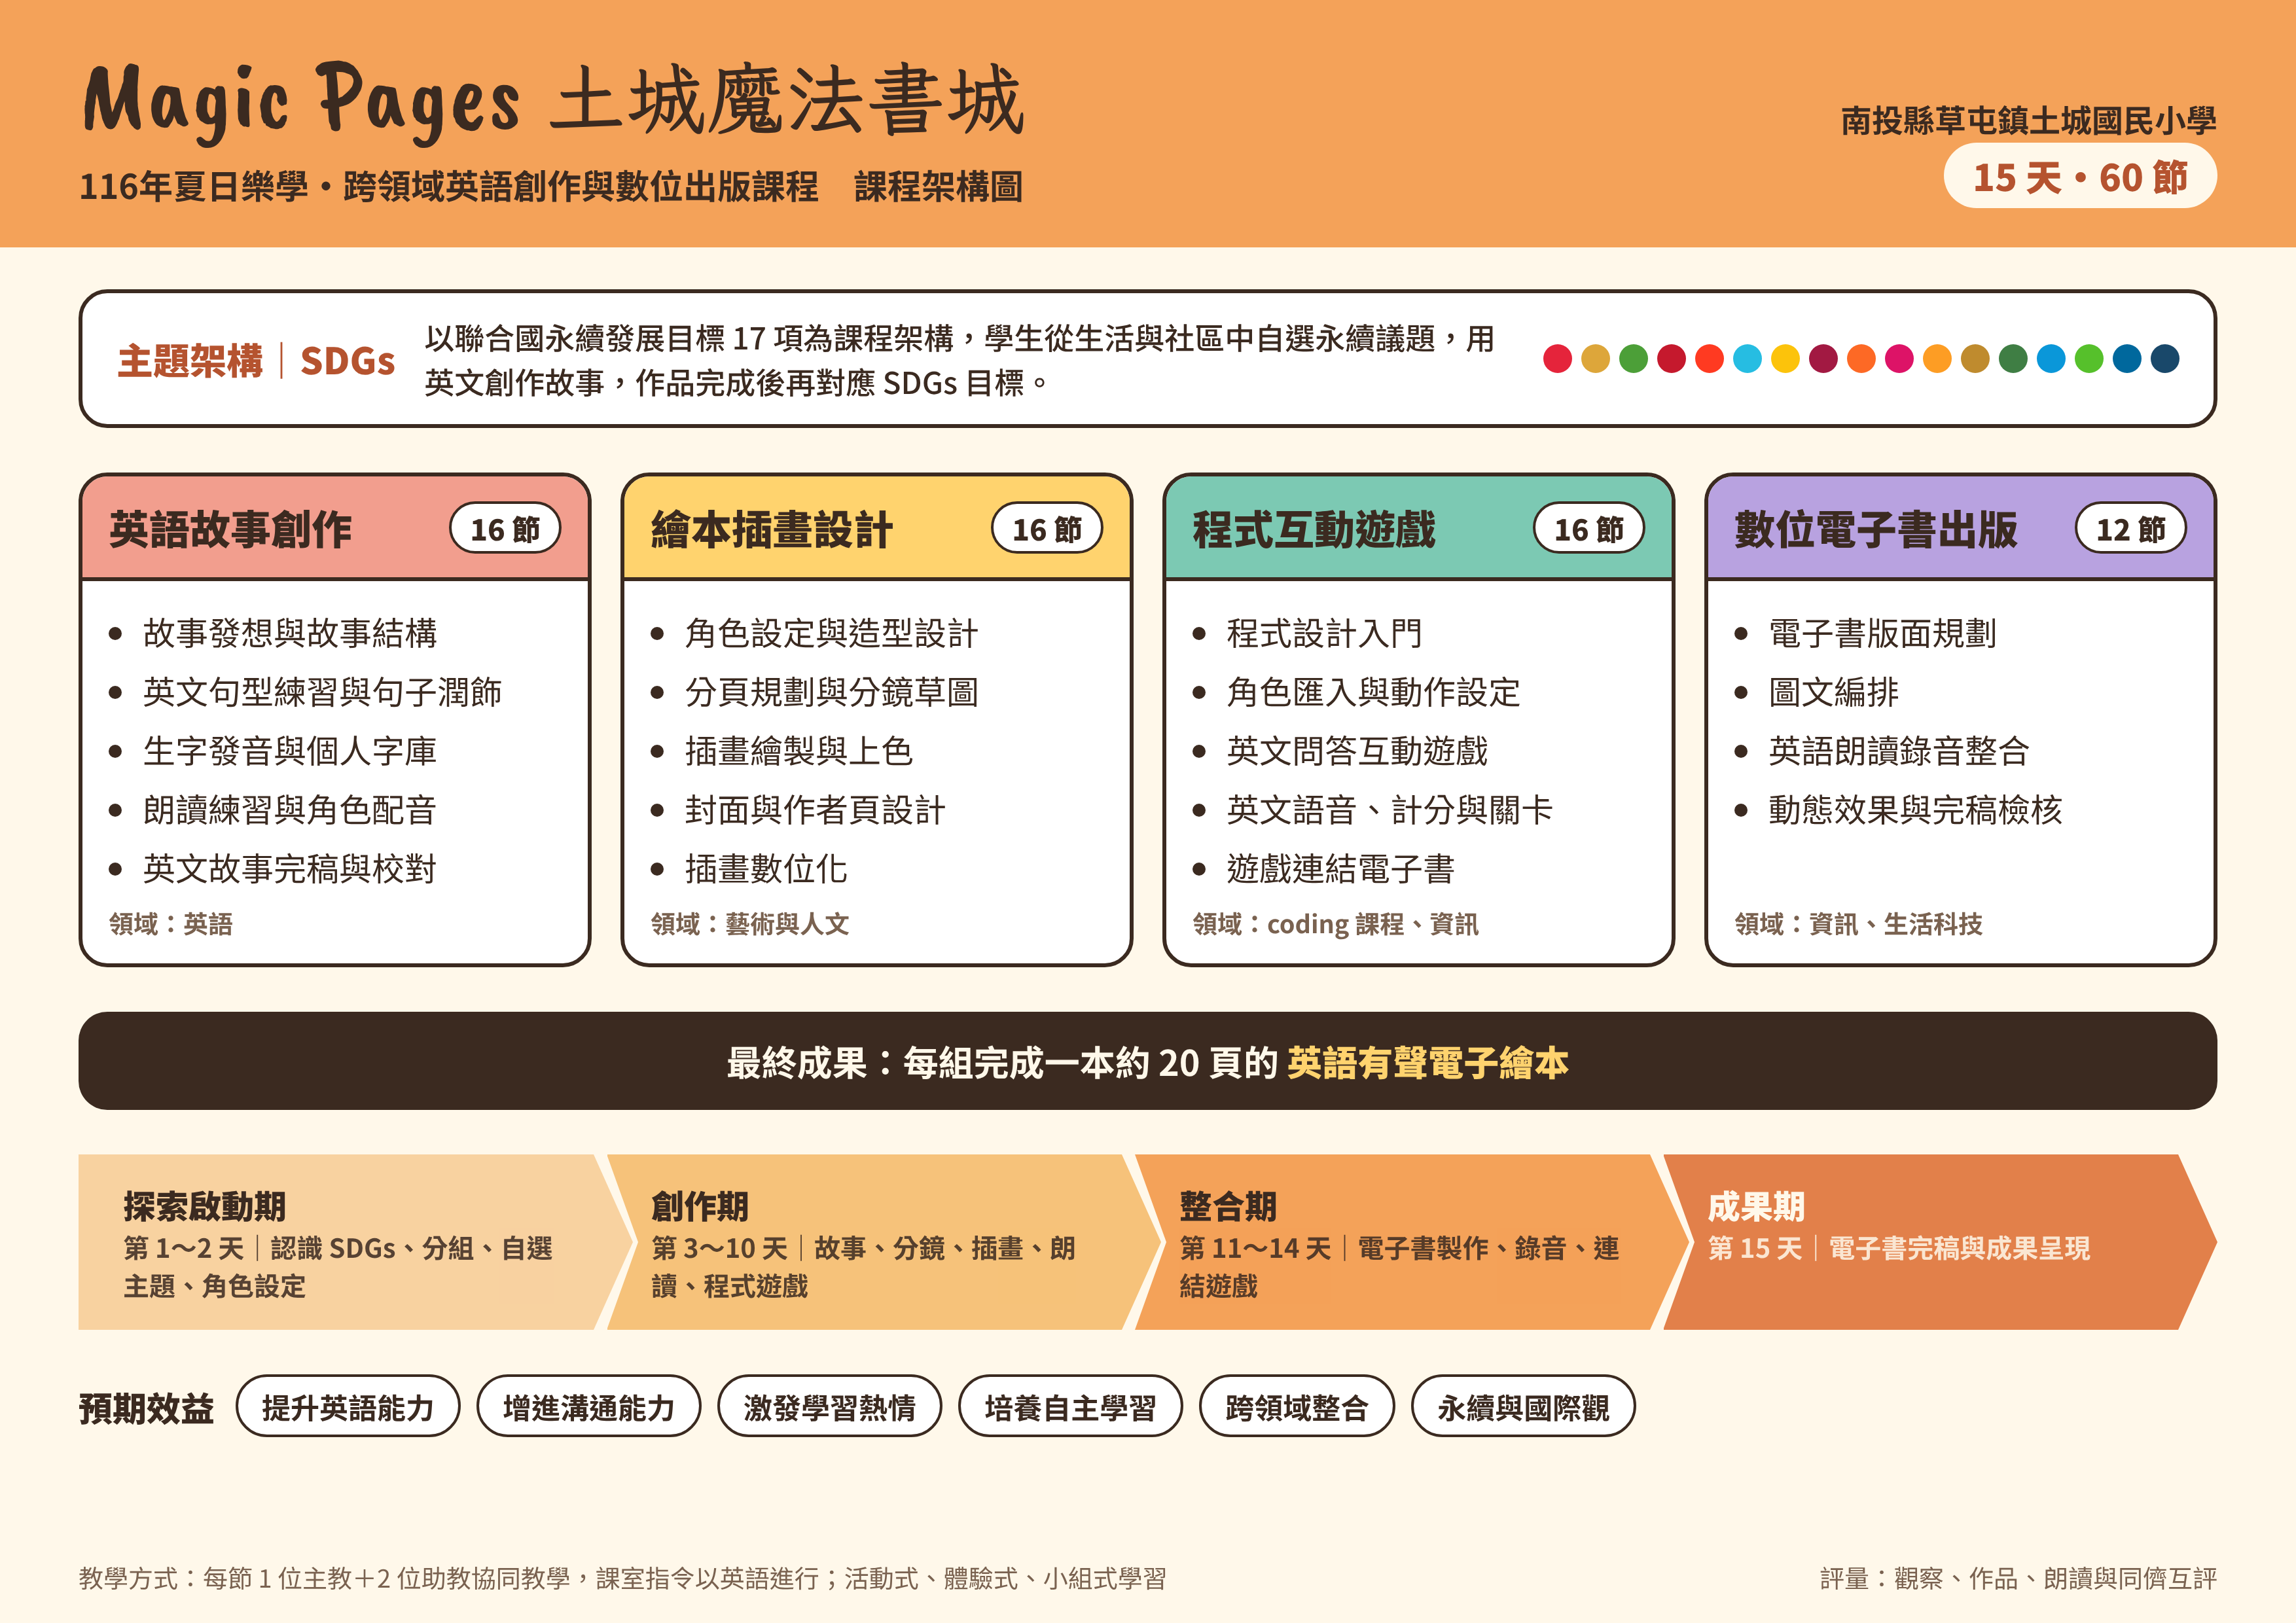 Magic Pages 土城魔法書城
116年夏日樂學・跨領域英語創作與數位出版課程　課程架構圖
南投縣草屯鎮土城國民小學
15 天・60 節
主題架構｜SDGs
以聯合國永續發展目標 17 項為課程架構，學生從生活與社區中自選永續議題，用
英文創作故事，作品完成後再對應 SDGs 目標。
英語故事創作
16 節
• 故事發想與故事結構
• 英文句型練習與句子潤飾
• 生字發音與個人字庫
• 朗讀練習與角色配音
• 英文故事完稿與校對
領域：英語
繪本插畫設計
16 節
• 角色設定與造型設計
• 分頁規劃與分鏡草圖
• 插畫繪製與上色
• 封面與作者頁設計
• 插畫數位化
領域：藝術與人文
程式互動遊戲
16 節
• 程式設計入門
• 角色匯入與動作設定
• 英文問答互動遊戲
• 英文語音、計分與關卡
• 遊戲連結電子書
領域：coding 課程、資訊
數位電子書出版
12 節
• 電子書版面規劃
• 圖文編排
• 英語朗讀錄音整合
• 動態效果與完稿檢核
領域：資訊、生活科技
最終成果：每組完成一本約 20 頁的 英語有聲電子繪本
探索啟動期
第 1～2 天｜認識 SDGs、分組、自選
主題、角色設定
創作期
第 3～10 天｜故事、分鏡、插畫、朗
讀、程式遊戲
整合期
第 11～14 天｜電子書製作、錄音、連
結遊戲
成果期
第 15 天｜電子書完稿與成果呈現
預期效益
提升英語能力
增進溝通能力
激發學習熱情
培養自主學習
跨領域整合
永續與國際觀
教學方式：每節 1 位主教＋2 位助教協同教學，課室指令以英語進行；活動式、體驗式、小組式學習
評量：觀察、作品、朗讀與同儕互評